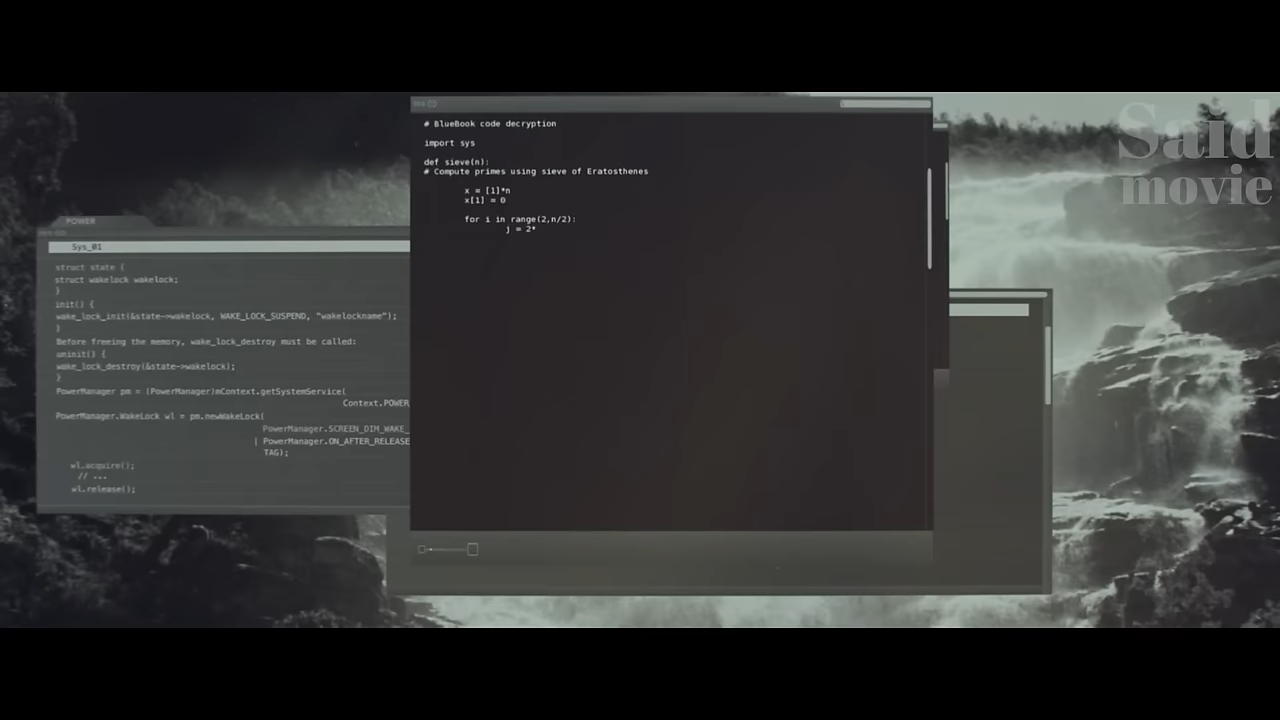 Said
movie
# BlueBook code decryption
import sys
def sieve(n):
# Compute primes using sieve of Eratosthenes
x = [1]*n
x[1] = 0
for i in range(2,n/2):
j = 2*
POWER
Sys_01
struct state {
struct wakelock wakelock;
}
init() {
wake_lock_init(&state->wakelock, WAKE_LOCK_SUSPEND, "wakelockname");
}
Before freeing the memory, wake_lock_destroy must be called:
uninit() {
wake_lock_destroy(&state->wakelock);
}
PowerManager pm = (PowerManager)mContext.getSystemService(
Context.POWER
PowerManager.WakeLock wl = pm.newWakeLock(
PowerManager.SCREEN_DIM_WAKE_
| PowerManager.ON_AFTER_RELEASE
TAG);
wl.acquire();
// ...
wl.release();